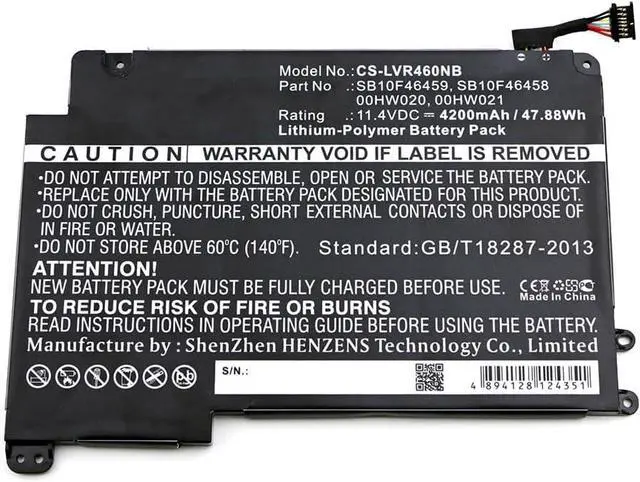 Model No.:CS-LVR460NB
Part No :SB10F46459, SB10F46458
00HW020, 00HW021
Rating :11.4VDC 4200mAh / 47.88Wh
Lithium-Polymer Battery Pack
CAUTION WARRANTY VOID IF LABEL IS REMOVED
•DO NOT ATTEMPT TO DISASSEMBLE, OPEN OR SERVICE THE BATTERY PACK.
•REPLACE ONLY WITH THE BATTERY PACK DESIGNATED FOR THIS PRODUCT.
•DO NOT CRUSH, PUNCTURE, SHORT EXTERNAL CONTACTS OR DISPOSE OF
IN FIRE OR WATER.
•DO NOT STORE ABOVE 60°C (140°F). Standard:GB/T18287-2013
ATTENTION!
NEW BATTERY PACK MUST BE FULLY CHARGED BEFORE USE.
Made In China
TO REDUCE RISK OF FIRE OR BURNS
READ INSTRUCTIONS IN OPERATING GUIDE BEFORE USING THE BATTERY.
Manufacture by : ShenZhen HENZENS Technology Co., Limited
S/N.:
4 894128 124351